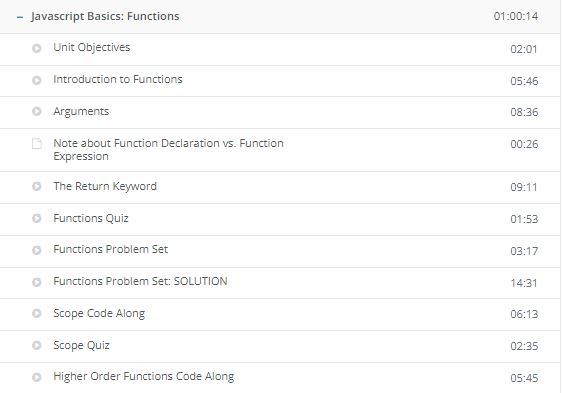 – Javascript Basics: Functions 01:00:14
Unit Objectives 02:01
Introduction to Functions 05:46
Arguments 08:36
Note about Function Declaration vs. Function 00:26
Expression
The Return Keyword 09:11
Functions Quiz 01:53
Functions Problem Set 03:17
Functions Problem Set: SOLUTION 14:31
Scope Code Along 06:13
Scope Quiz 02:35
Higher Order Functions Code Along 05:45